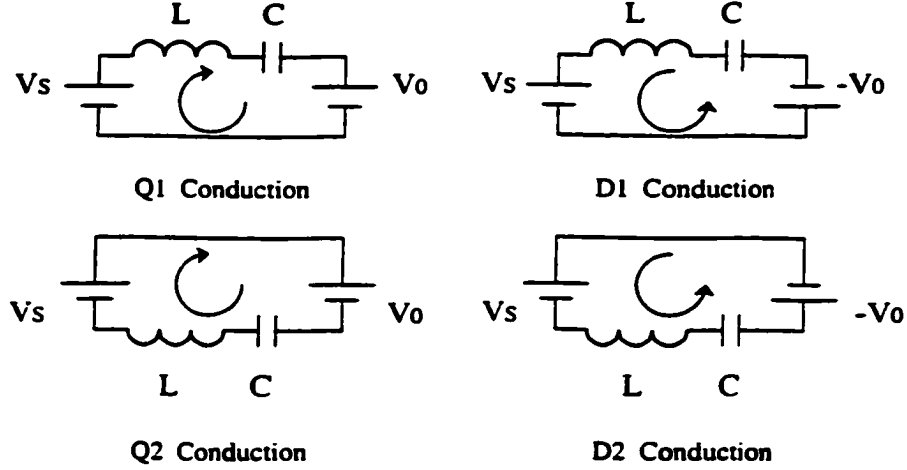 L C L C
Vs Vo Vs -Vo
Q1 Conduction D1 Conduction
Vs Vo Vs -Vo
L C L C
Q2 Conduction D2 Conduction